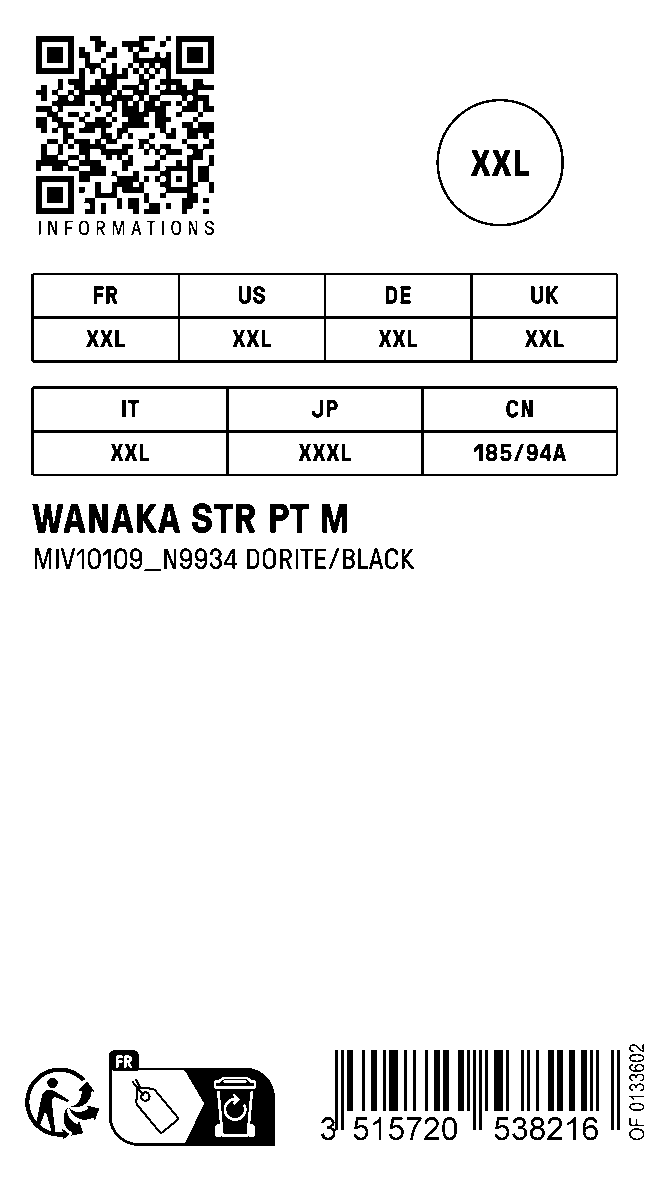 XXL
INFORMATIONS
FR US DE UK
XXL XXL XXL XXL
IT JP CN
XXL XXXL 185/94A
WANAKA STR PT M
MIV10109_N9934 DORITE/BLACK
FR
3 515720 538216
OF 0133602